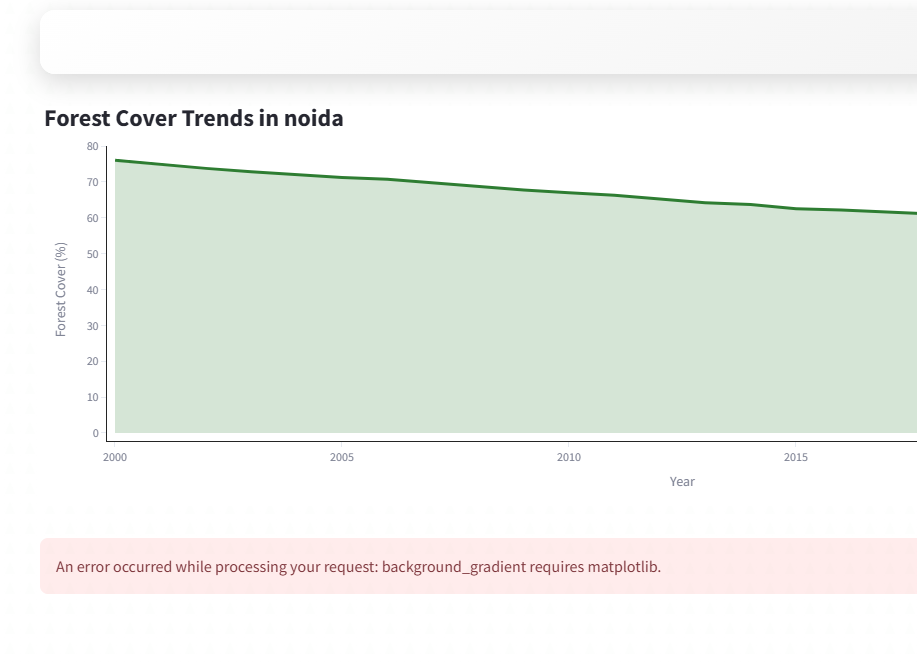 Forest Cover Trends in noida
80
70
60
50
40
30
20
10
0
Forest Cover (%)
2000 2005 2010 2015
Year
An error occurred while processing your request: background_gradient requires matplotlib.